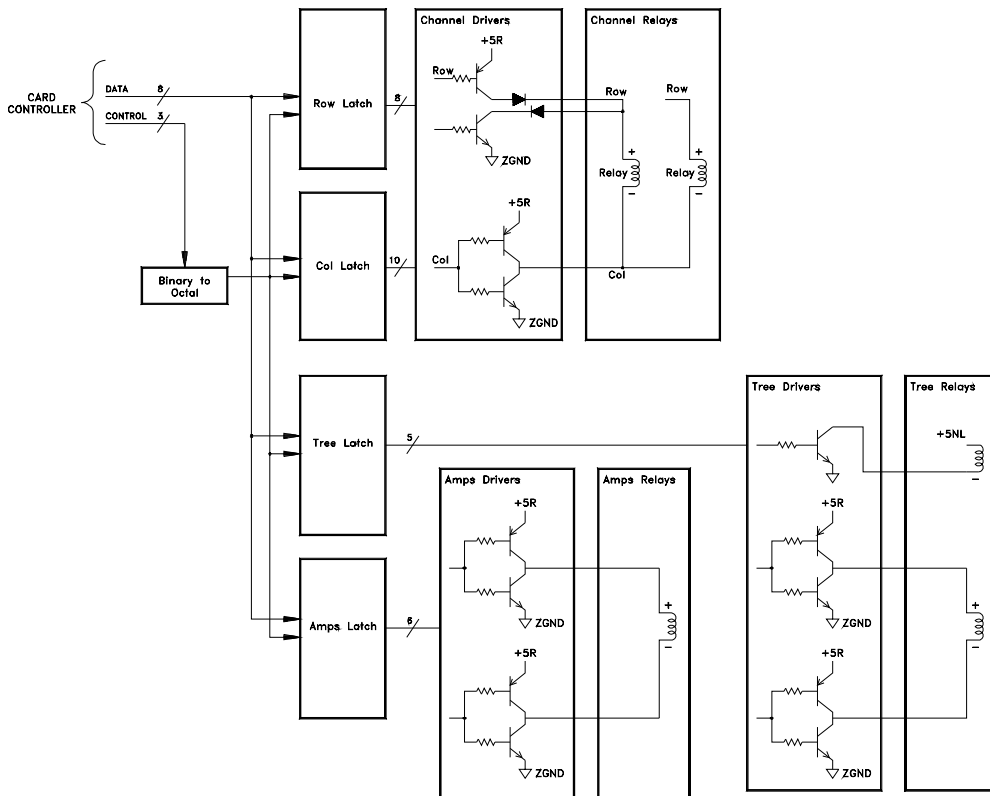 CARD
CONTROLLER
DATA 8
CONTROL 3
Binary to
Octal
Row Latch
8
Col Latch
10
Tree Latch
5
Amps Latch
6
Channel Drivers
+5R
Row
ZGND
+5R
Col
ZGND
Channel Relays
Row
Row
+
+
Relay
Relay
-
-
Col
Amps Drivers
+5R
ZGND
+5R
ZGND
Amps Relays
+
-
Tree Drivers
+5R
ZGND
+5R
ZGND
Tree Relays
+5NL
-
+
-